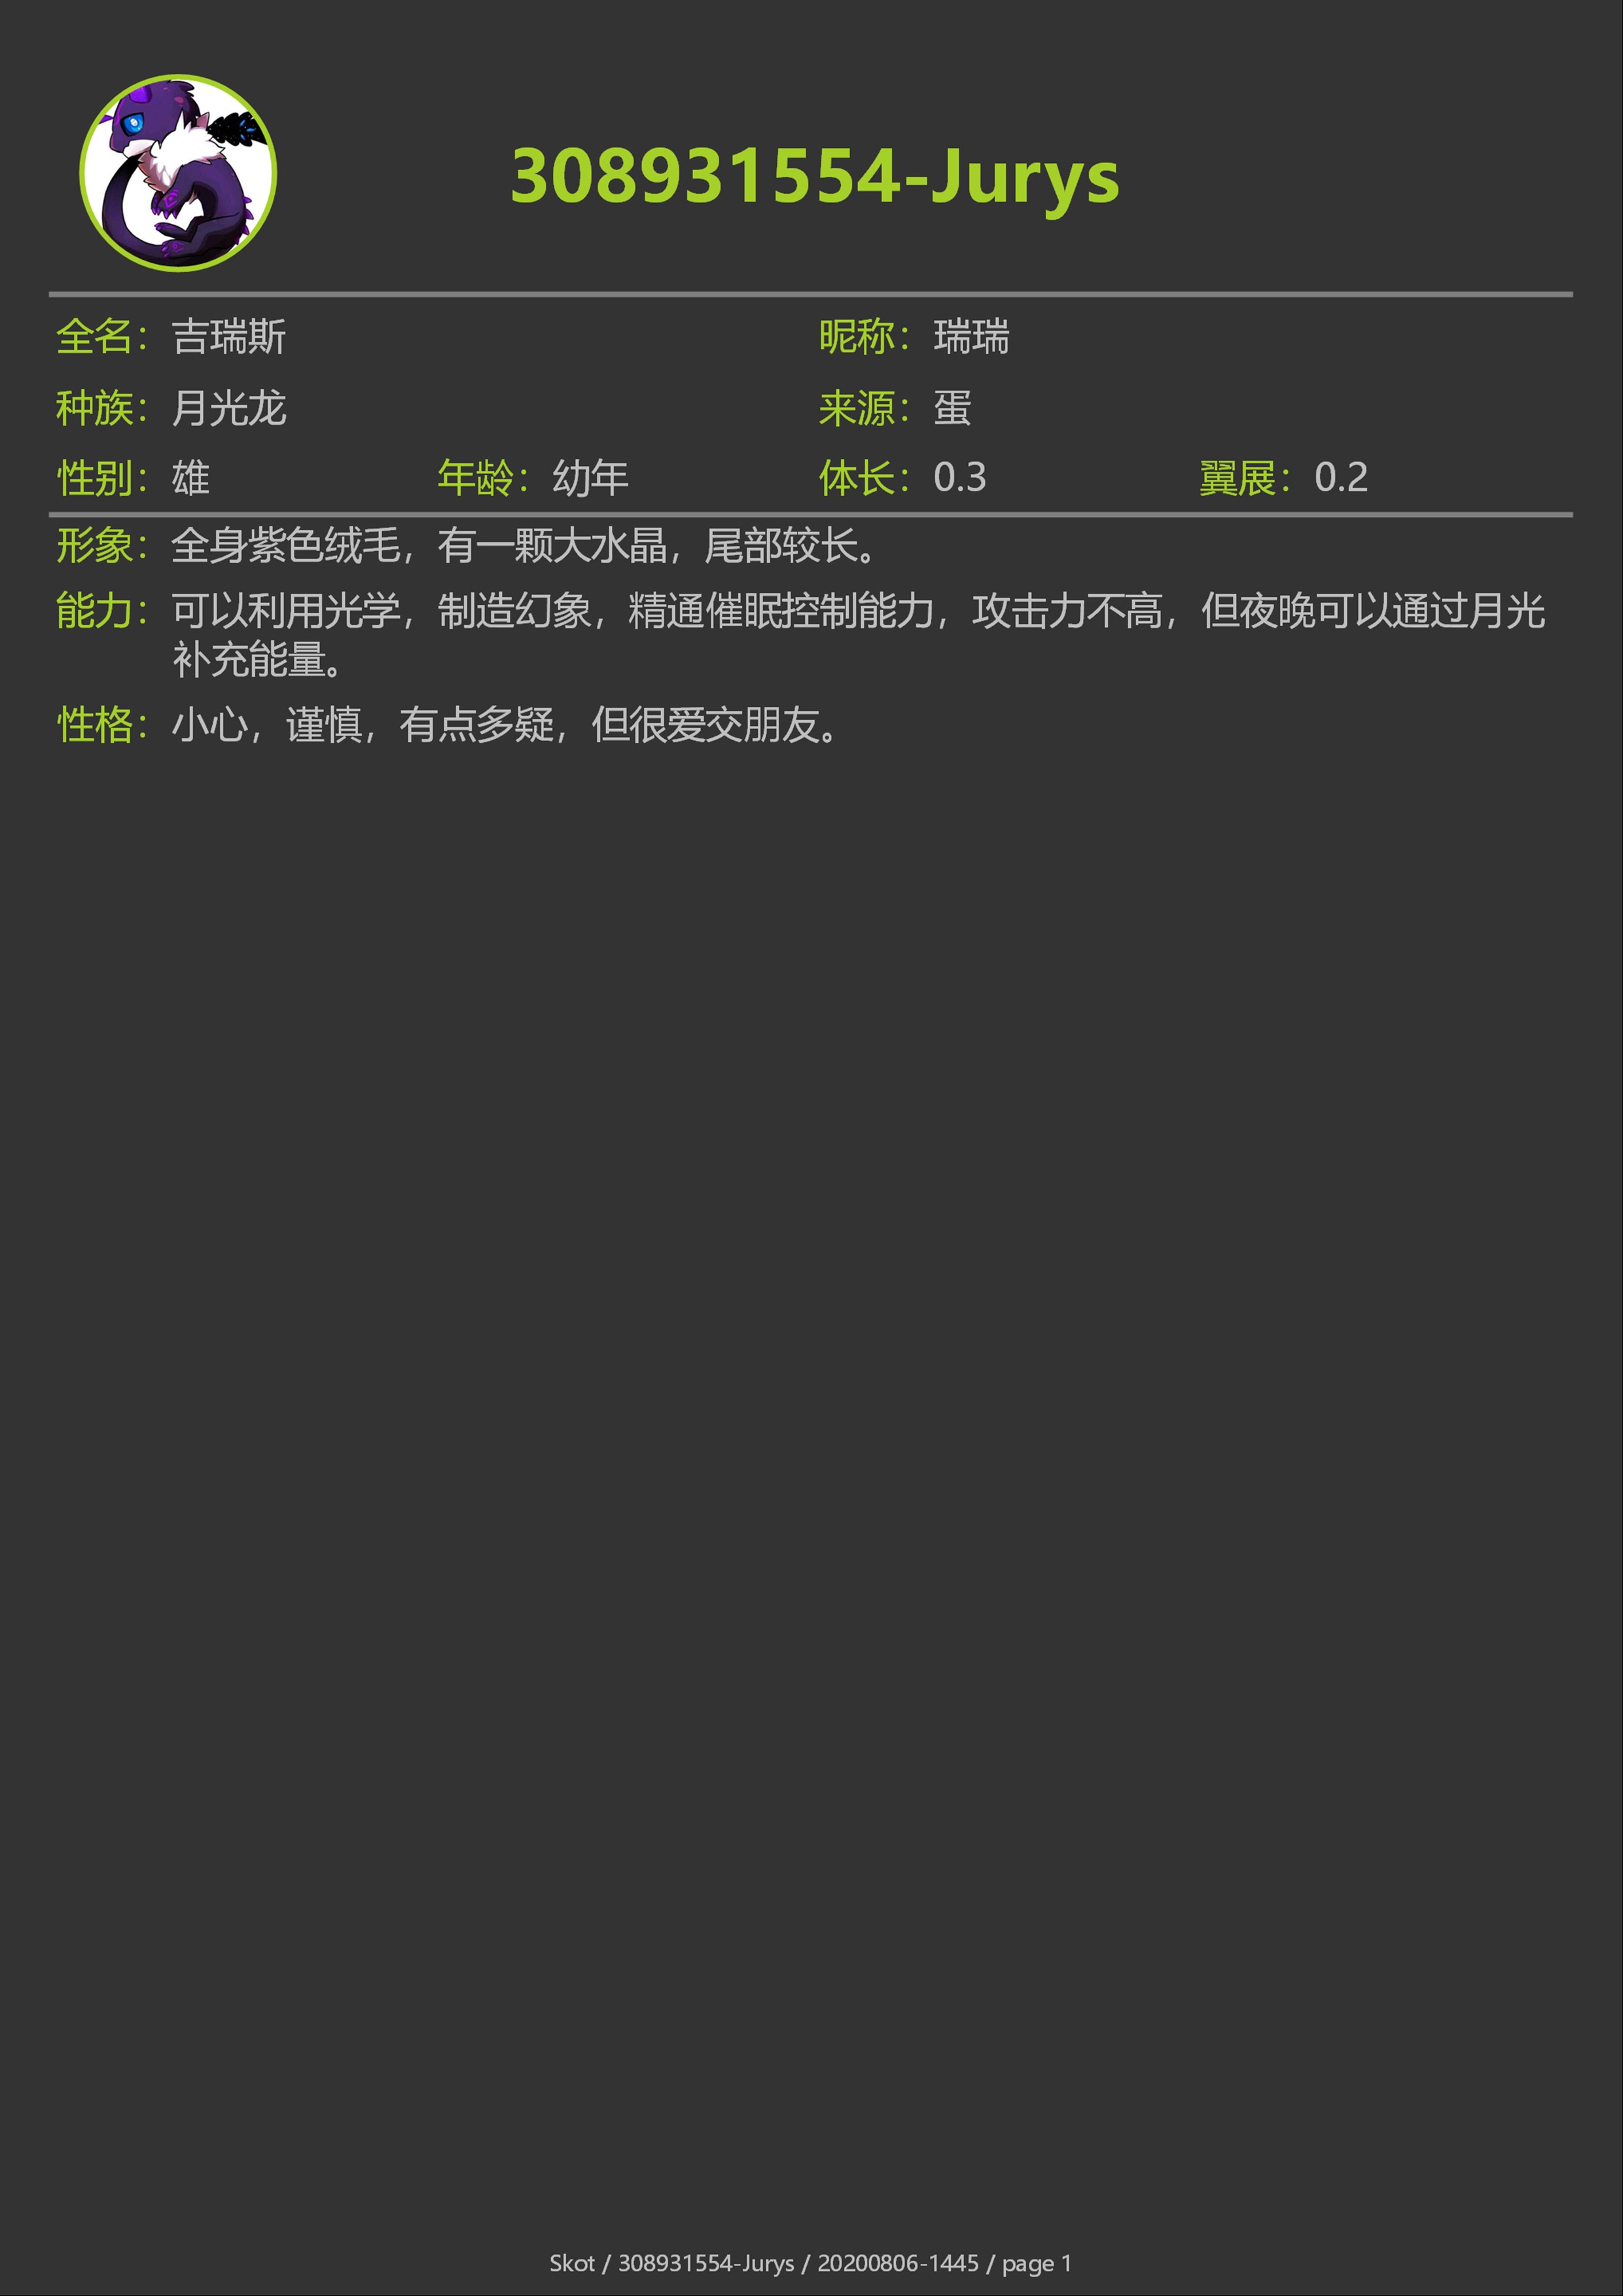 308931554-Jurys
全名：吉瑞斯 昵称：瑞瑞
种族：月光龙 来源：蛋
性别：雄 年龄：幼年 体长：0.3 翼展：0.2
形象：全身紫色绒毛，有一颗大水晶，尾部较长。
能力：可以利用光学，制造幻象，精通催眠控制能力，攻击力不高，但夜晚可以通过月光
补充能量。
性格：小心，谨慎，有点多疑，但很爱交朋友。
Skot / 308931554-Jurys / 20200806-1445 / page 1